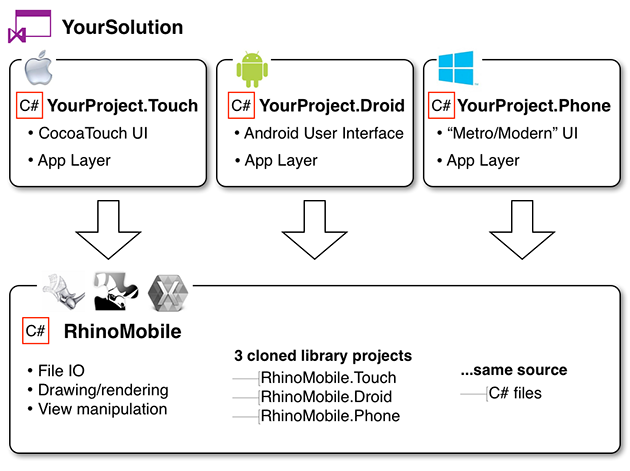 YourSolution
C# YourProject.Touch
• CocoaTouch UI
• App Layer
C# YourProject.Droid
• Android User Interface
• App Layer
C# YourProject.Phone
• “Metro/Modern” UI
• App Layer
C# RhinoMobile
• File IO
• Drawing/rendering
• View manipulation
3 cloned library projects
RhinoMobile.Touch
RhinoMobile.Droid
RhinoMobile.Phone
...same source
C# files